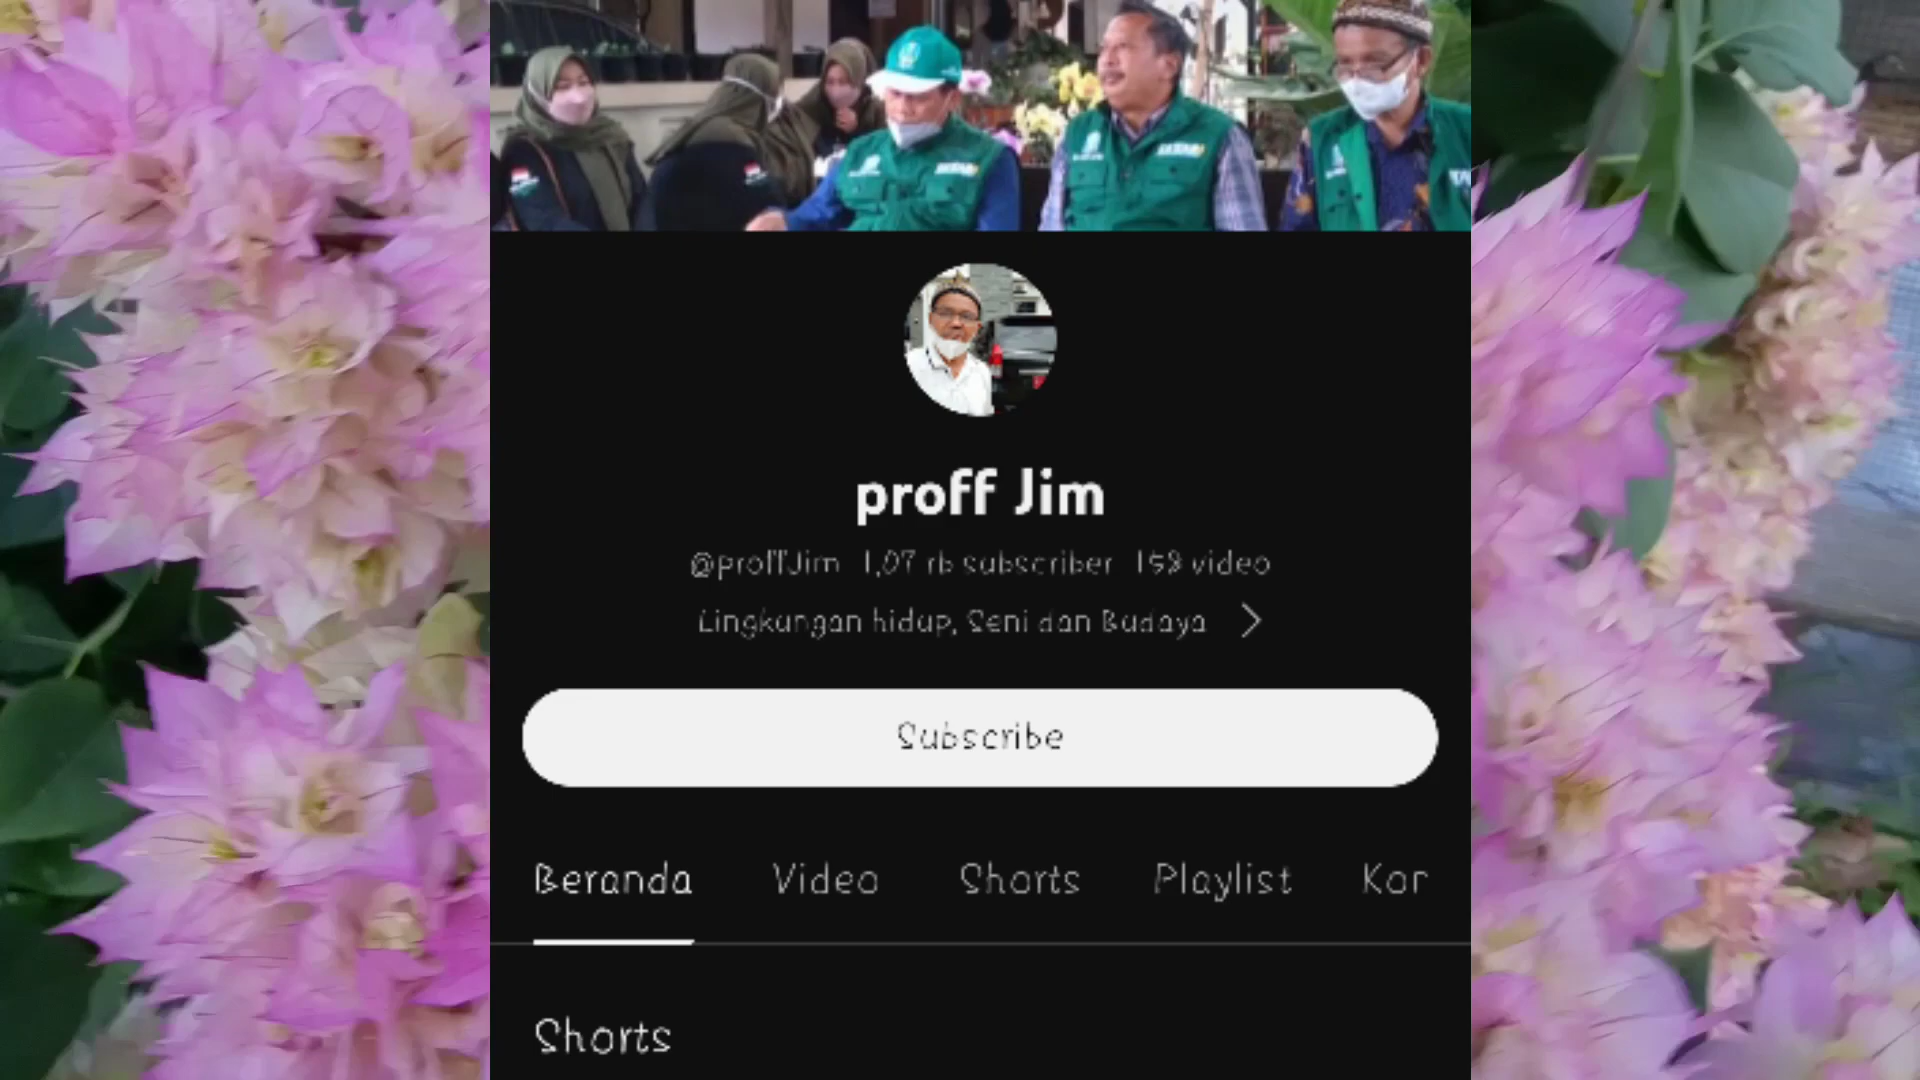 proff Jim
@proffJim 1,07 rb subscriber 158 video
Lingkungan hidup, Seni dan Budaya
Subscribe
Beranda Video Shorts Playlist Kor
Shorts